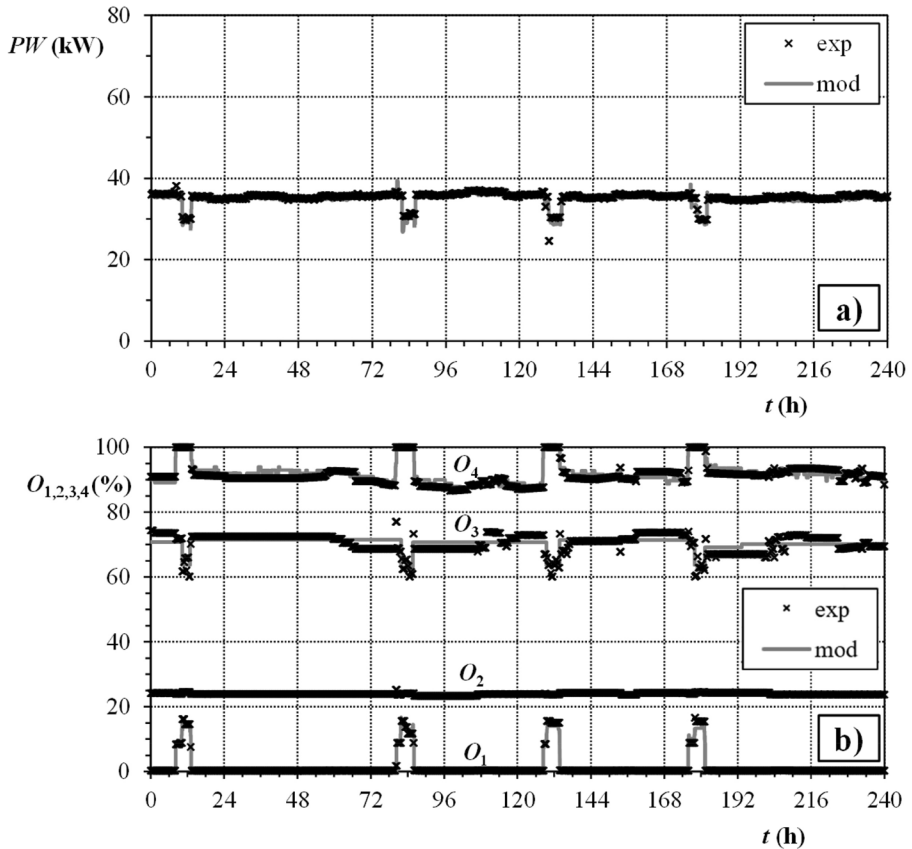 80
PW (kW)
60
40
20
0
exp
mod
a)
0 24 48 72 96 120 144 168 192 216 240
t (h)
100
O1,2,3,4 (%)
80
60
40
20
0
O4
O3
O2
O1
exp
mod
b)
0 24 48 72 96 120 144 168 192 216 240
t (h)